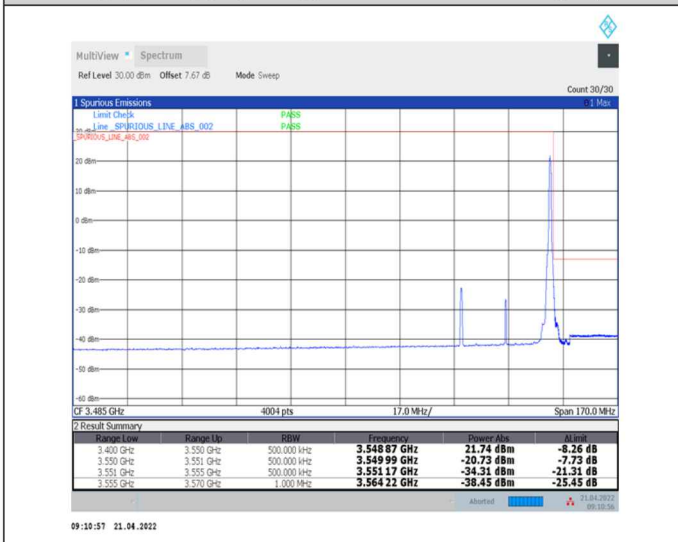 MultiView Spectrum
Ref Level 30.00 dBm Offset 7.67 dB Mode Sweep
Count 30/30
1 Spurious Emissions 1 Max
Limit Check PASS
Line _SPURIOUS_LINE_ABS_002 PASS
_SPURIOUS_LINE_ABS_002
20 dBm
10 dBm
0 dBm
-10 dBm
-20 dBm
-30 dBm
-40 dBm
-50 dBm
-60 dBm
CF 3.485 GHz 4004 pts 17.0 MHz/ Span 170.0 MHz
2 Result Summary
Range Low Range Up RBW Frequency Power Abs ΔLimit
3.400 GHz 3.550 GHz 500.000 kHz 3.548 87 GHz 21.74 dBm -8.26 dB
3.550 GHz 3.551 GHz 500.000 kHz 3.549 99 GHz -20.73 dBm -7.73 dB
3.551 GHz 3.555 GHz 500.000 kHz 3.551 17 GHz -34.31 dBm -21.31 dB
3.555 GHz 3.570 GHz 1.000 MHz 3.564 22 GHz -38.45 dBm -25.45 dB
Aborted 21.04.2022
09:10:56
09:10:57 21.04.2022